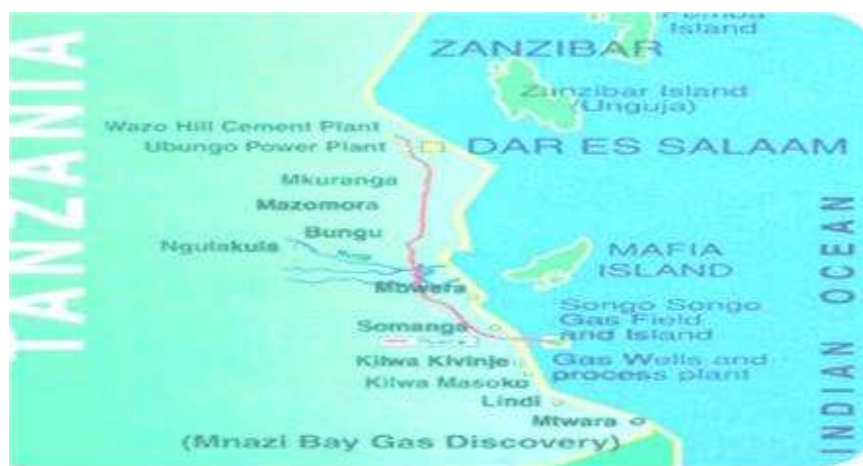 TANZANIA
Island
ZANZIBAR
Zanzibar Island
(Unguja)
Wazo Hill Cement Plant
Ubungo Power Plant
DAR ES SALAAM
Mkuranga
Mazomora
Bungu
Ngulakula
MAFIA
ISLAND
Mbwera
Somanga
Songo Songo
Gas Field
and Island
Kilwa Kivinje
Gas Wells and
process plant
Kilwa Masoko
Lindi
Mtwara
(Mnazi Bay Gas Discovery)
INDIAN OCEAN